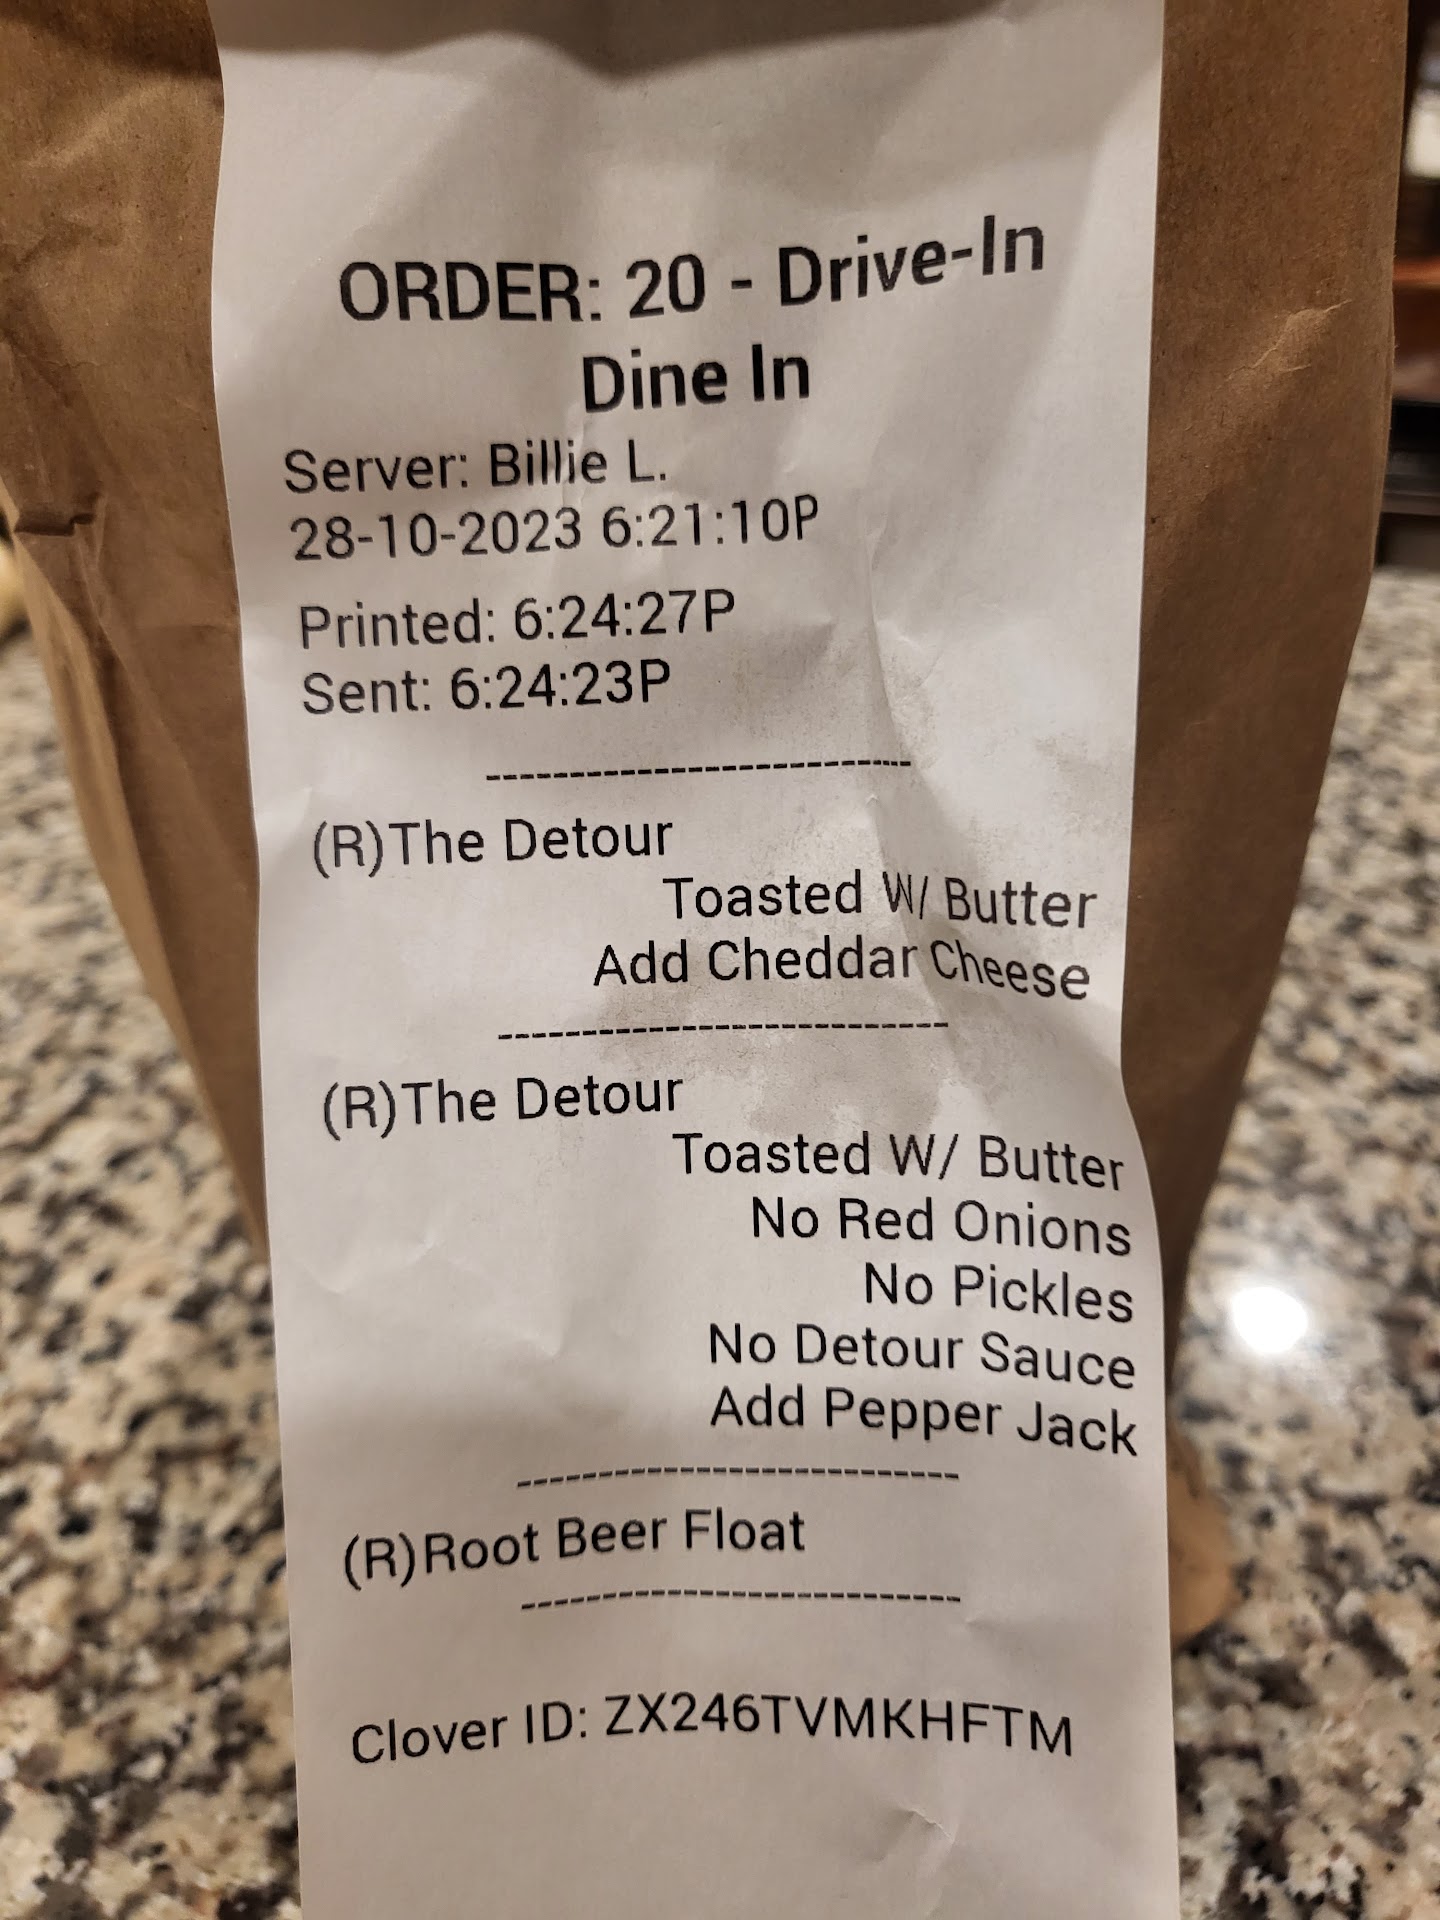 ORDER: 20 - Drive-In
Dine In
Server: Billie L.
28-10-2023 6:21:10P
Printed: 6:24:27P
Sent: 6:24:23P
--------------------------
(R)The Detour
Toasted W/ Butter
Add Cheddar Cheese
--------------------------
(R)The Detour
Toasted W/ Butter
No Red Onions
No Pickles
No Detour Sauce
Add Pepper Jack
--------------------------
(R)Root Beer Float
--------------------------
Clover ID: ZX246TVMKHFTM